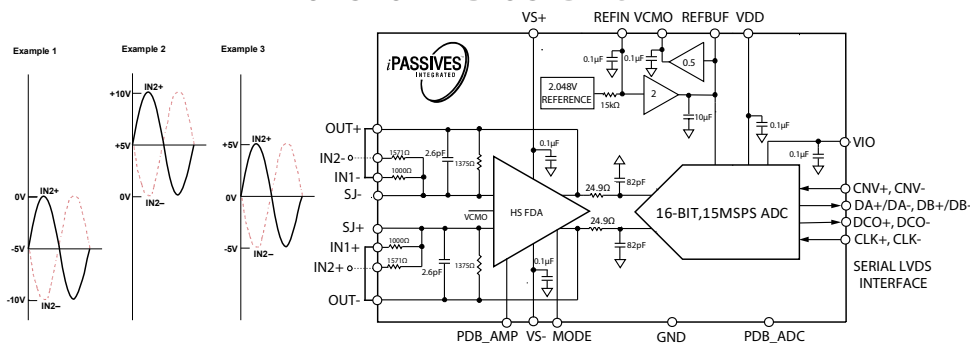 Example 1
Example 2
Example 3
IN2+
0V
-5V
-10V
IN2–
+10V
IN2+
+5V
0V
IN2–
+5V
IN2+
0V
-5V
IN2–
VS+
REFIN
VCMO
REFBUF
VDD
iPASSIVES
INTEGRATED
0.1µF
0.1µF
0.5
2.048V
REFERENCE
15kΩ
2
10µF
0.1µF
OUT+
IN2-
IN1-
SJ-
1571Ω
1000Ω
2.6pF
1375Ω
0.1µF
VIO
0.1µF
24.9Ω
82pF
VCMO
HS FDA
16-BIT,15MSPS ADC
CNV+, CNV-
DA+/DA-, DB+/DB-
DCO+, DCO-
CLK+, CLK-
SERIAL LVDS
INTERFACE
SJ+
IN1+
IN2+
OUT-
1000Ω
1571Ω
2.6pF
1375Ω
0.1µF
24.9Ω
82pF
PDB_AMP
VS-
MODE
GND
PDB_ADC